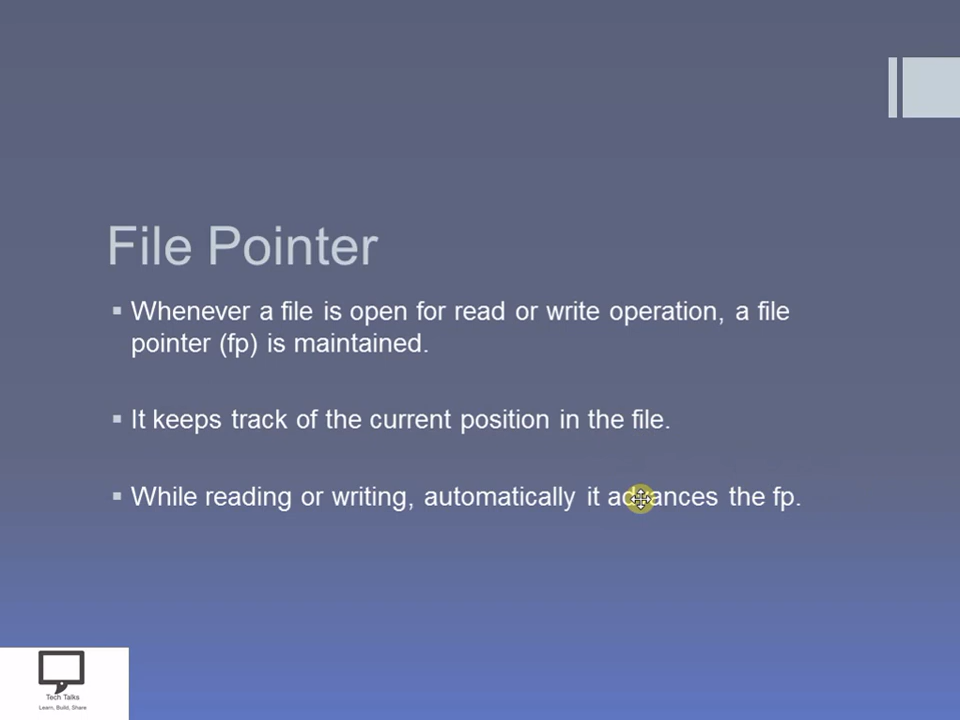 File Pointer
▪ Whenever a file is open for read or write operation, a file
pointer (fp) is maintained.
▪ It keeps track of the current position in the file.
▪ While reading or writing, automatically it advances the fp.
Tech Talks
Learn, Build, Share